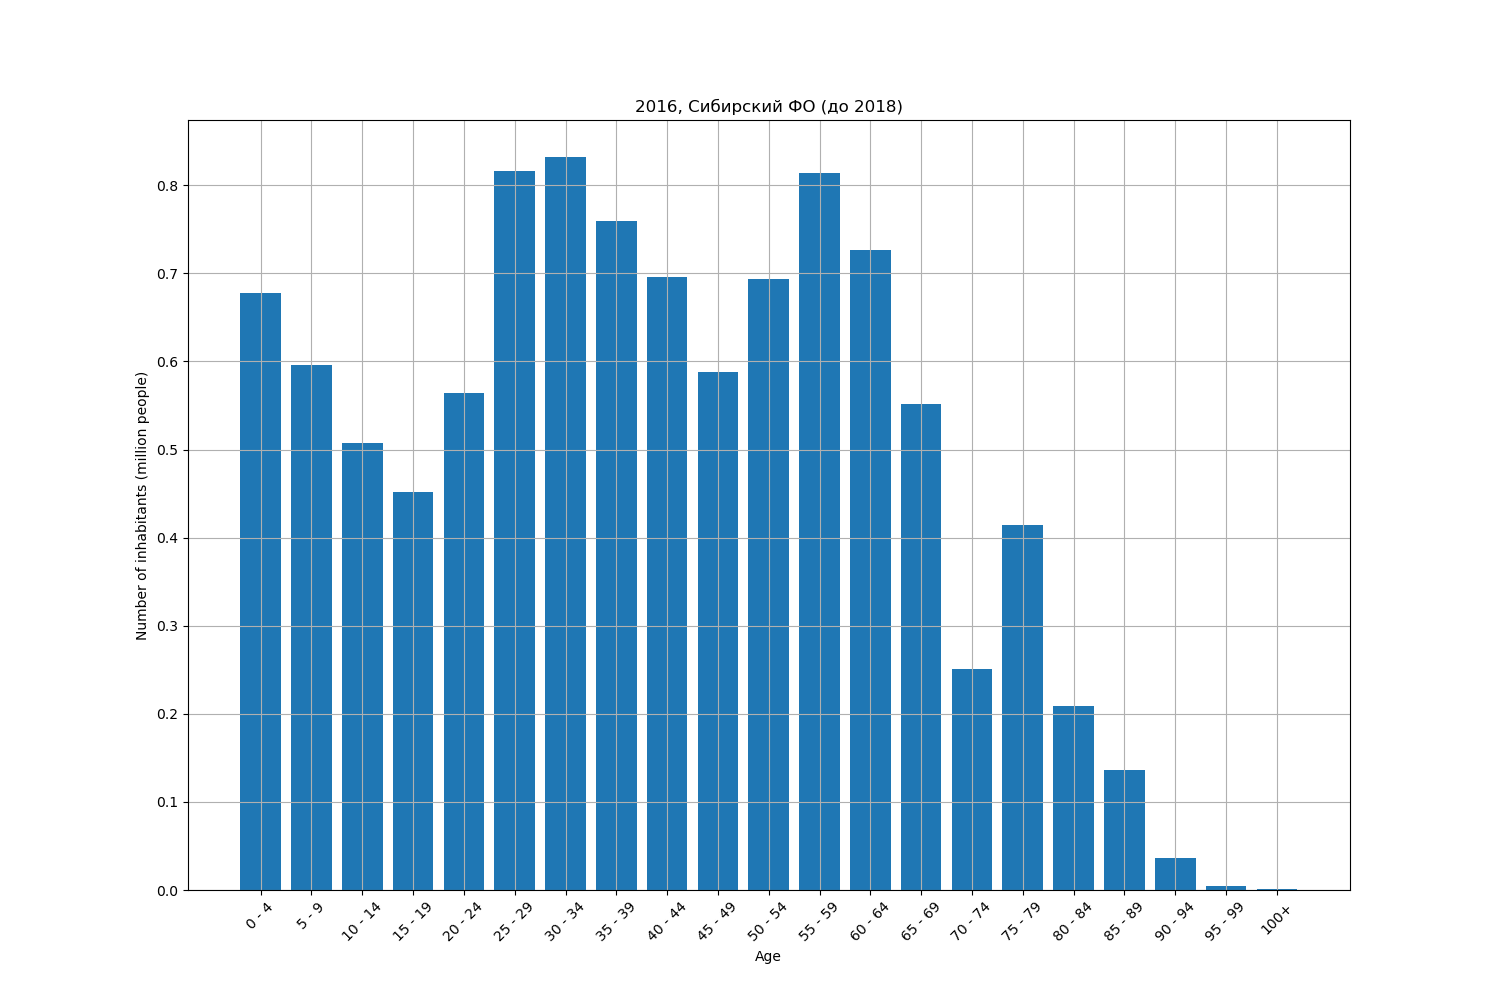 2016, Сибирский ФО (до 2018)
Number of inhabitants (million people)
0.8
0.7
0.6
0.5
0.4
0.3
0.2
0.1
0.0
0 - 4
5 - 9
10 - 14
15 - 19
20 - 24
25 - 29
30 - 34
35 - 39
40 - 44
45 - 49
50 - 54
55 - 59
60 - 64
65 - 69
70 - 74
75 - 79
80 - 84
85 - 89
90 - 94
95 - 99
100+
Age